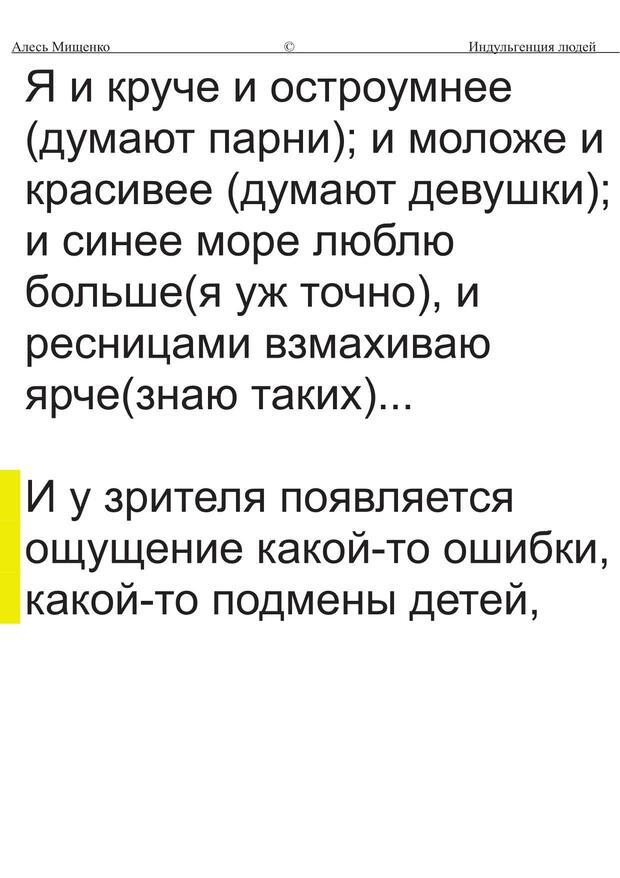 Алесь Мищенко © Индульгенция людей
Я и круче и остроумнее
(думают парни); и моложе и
красивее (думают девушки);
и синее море люблю
больше(я уж точно), и
ресницами взмахиваю
ярче(знаю таких)...
И у зрителя появляется
ощущение какой-то ошибки,
какой-то подмены детей,